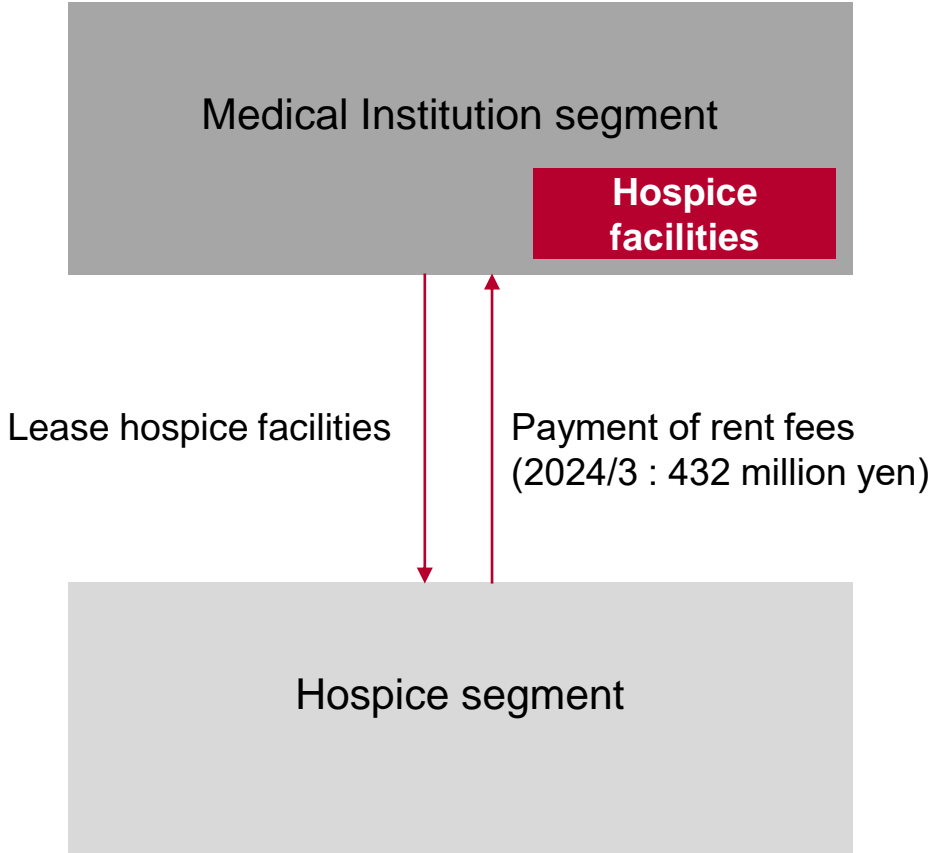 Medical Institution segment
Hospice
facilities
Lease hospice facilities
Payment of rent fees
(2024/3 : 432 million yen)
Hospice segment